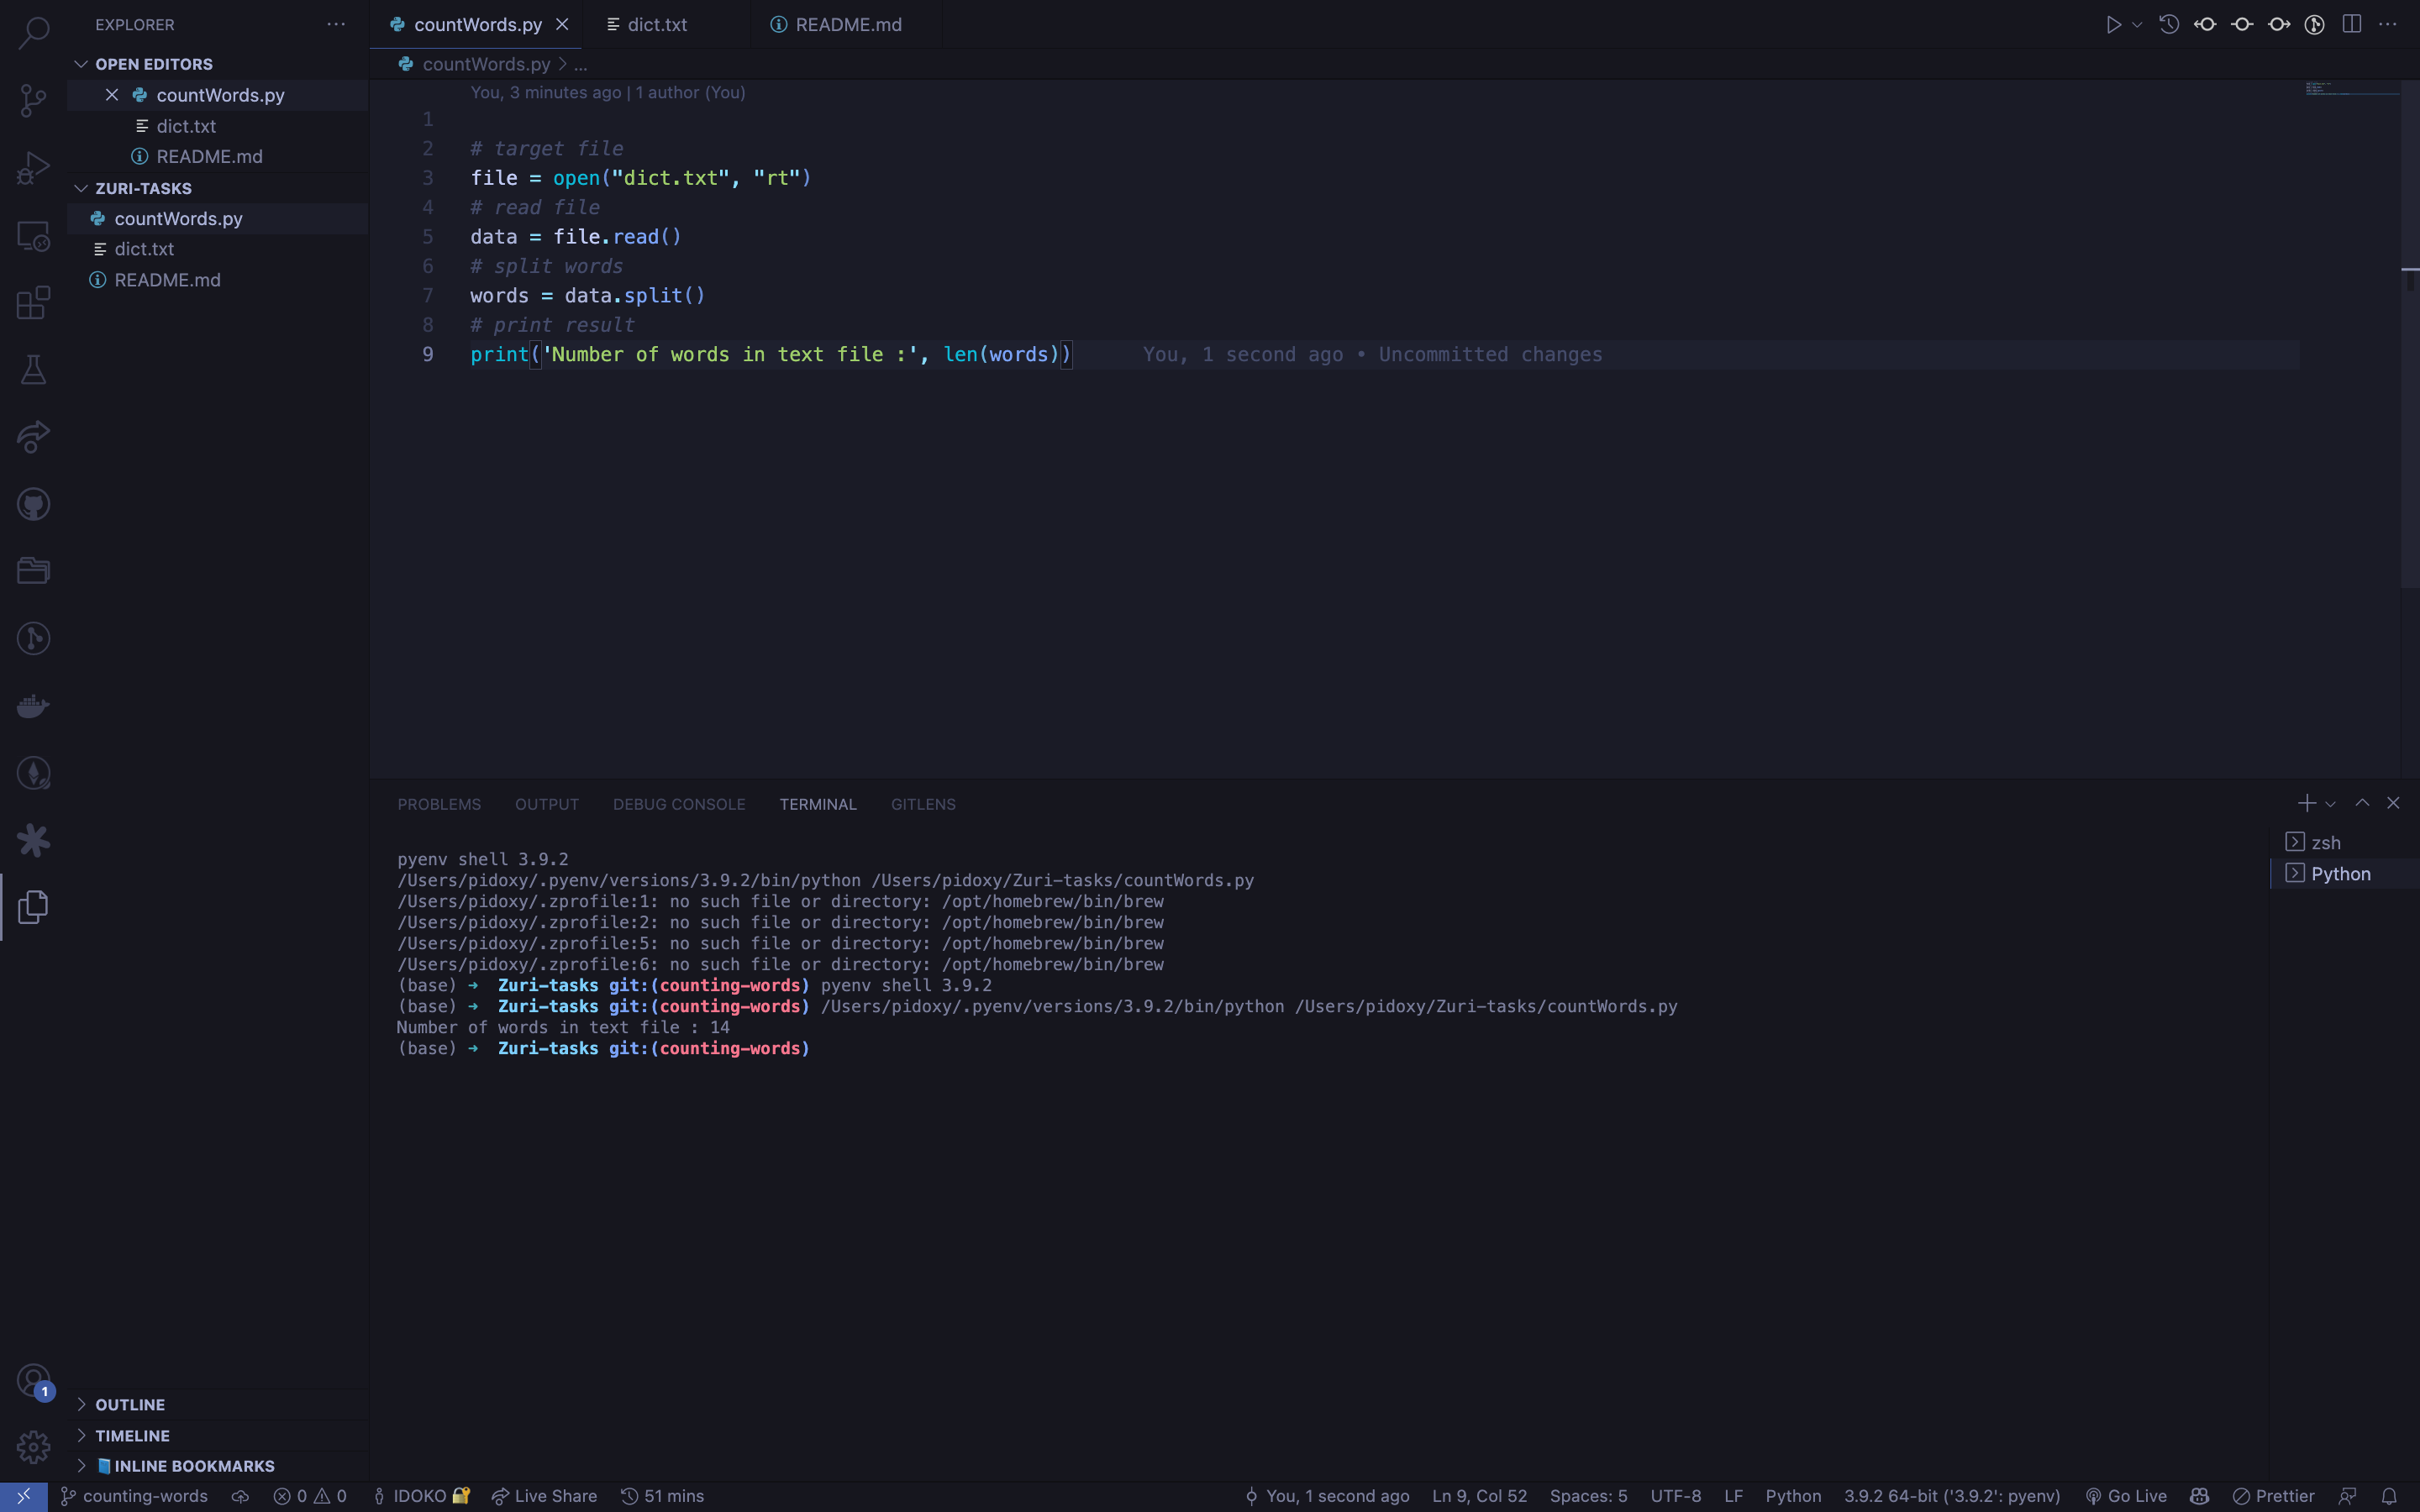 EXPLORER
OPEN EDITORS
countWords.py
dict.txt
README.md
ZURI-TASKS
countWords.py
dict.txt
README.md
OUTLINE
TIMELINE
INLINE BOOKMARKS
1
countWords.py dict.txt README.md
countWords.py > ...
You, 3 minutes ago | 1 author (You)
1
2 # target file
3 file = open("dict.txt", "rt")
4 # read file
5 data = file.read()
6 # split words
7 words = data.split()
8 # print result
9 print('Number of words in text file :', len(words)) You, 1 second ago • Uncommitted changes
PROBLEMS OUTPUT DEBUG CONSOLE TERMINAL GITLENS
zsh
Python
pyenv shell 3.9.2
/Users/pidoxy/.pyenv/versions/3.9.2/bin/python /Users/pidoxy/Zuri-tasks/countWords.py
/Users/pidoxy/.zprofile:1: no such file or directory: /opt/homebrew/bin/brew
/Users/pidoxy/.zprofile:2: no such file or directory: /opt/homebrew/bin/brew
/Users/pidoxy/.zprofile:5: no such file or directory: /opt/homebrew/bin/brew
/Users/pidoxy/.zprofile:6: no such file or directory: /opt/homebrew/bin/brew
(base) ➜ Zuri-tasks git:(counting-words) pyenv shell 3.9.2
(base) ➜ Zuri-tasks git:(counting-words) /Users/pidoxy/.pyenv/versions/3.9.2/bin/python /Users/pidoxy/Zuri-tasks/countWords.py
Number of words in text file : 14
(base) ➜ Zuri-tasks git:(counting-words)
counting-words 0 0 IDOKO 🔐 Live Share 51 mins You, 1 second ago Ln 9, Col 52 Spaces: 5 UTF-8 LF Python 3.9.2 64-bit ('3.9.2': pyenv) Go Live Prettier